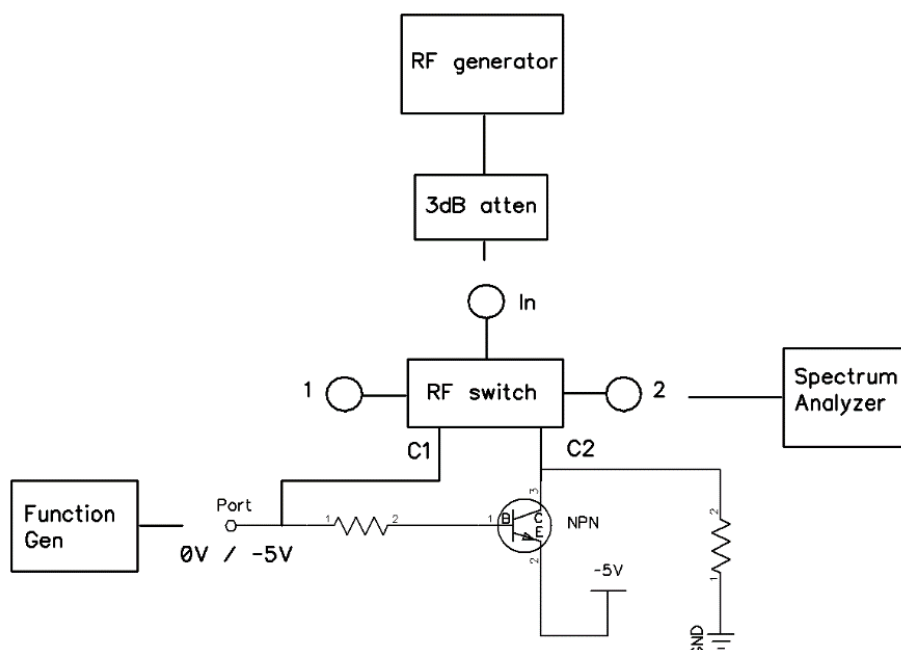 RF generator
3dB atten
In
1
RF switch
2
Spectrum
Analyzer
C1
C2
Function
Gen
Port
0V / -5V
1
2
1
B
C
E
3
2
NPN
-5V
2
1
GND